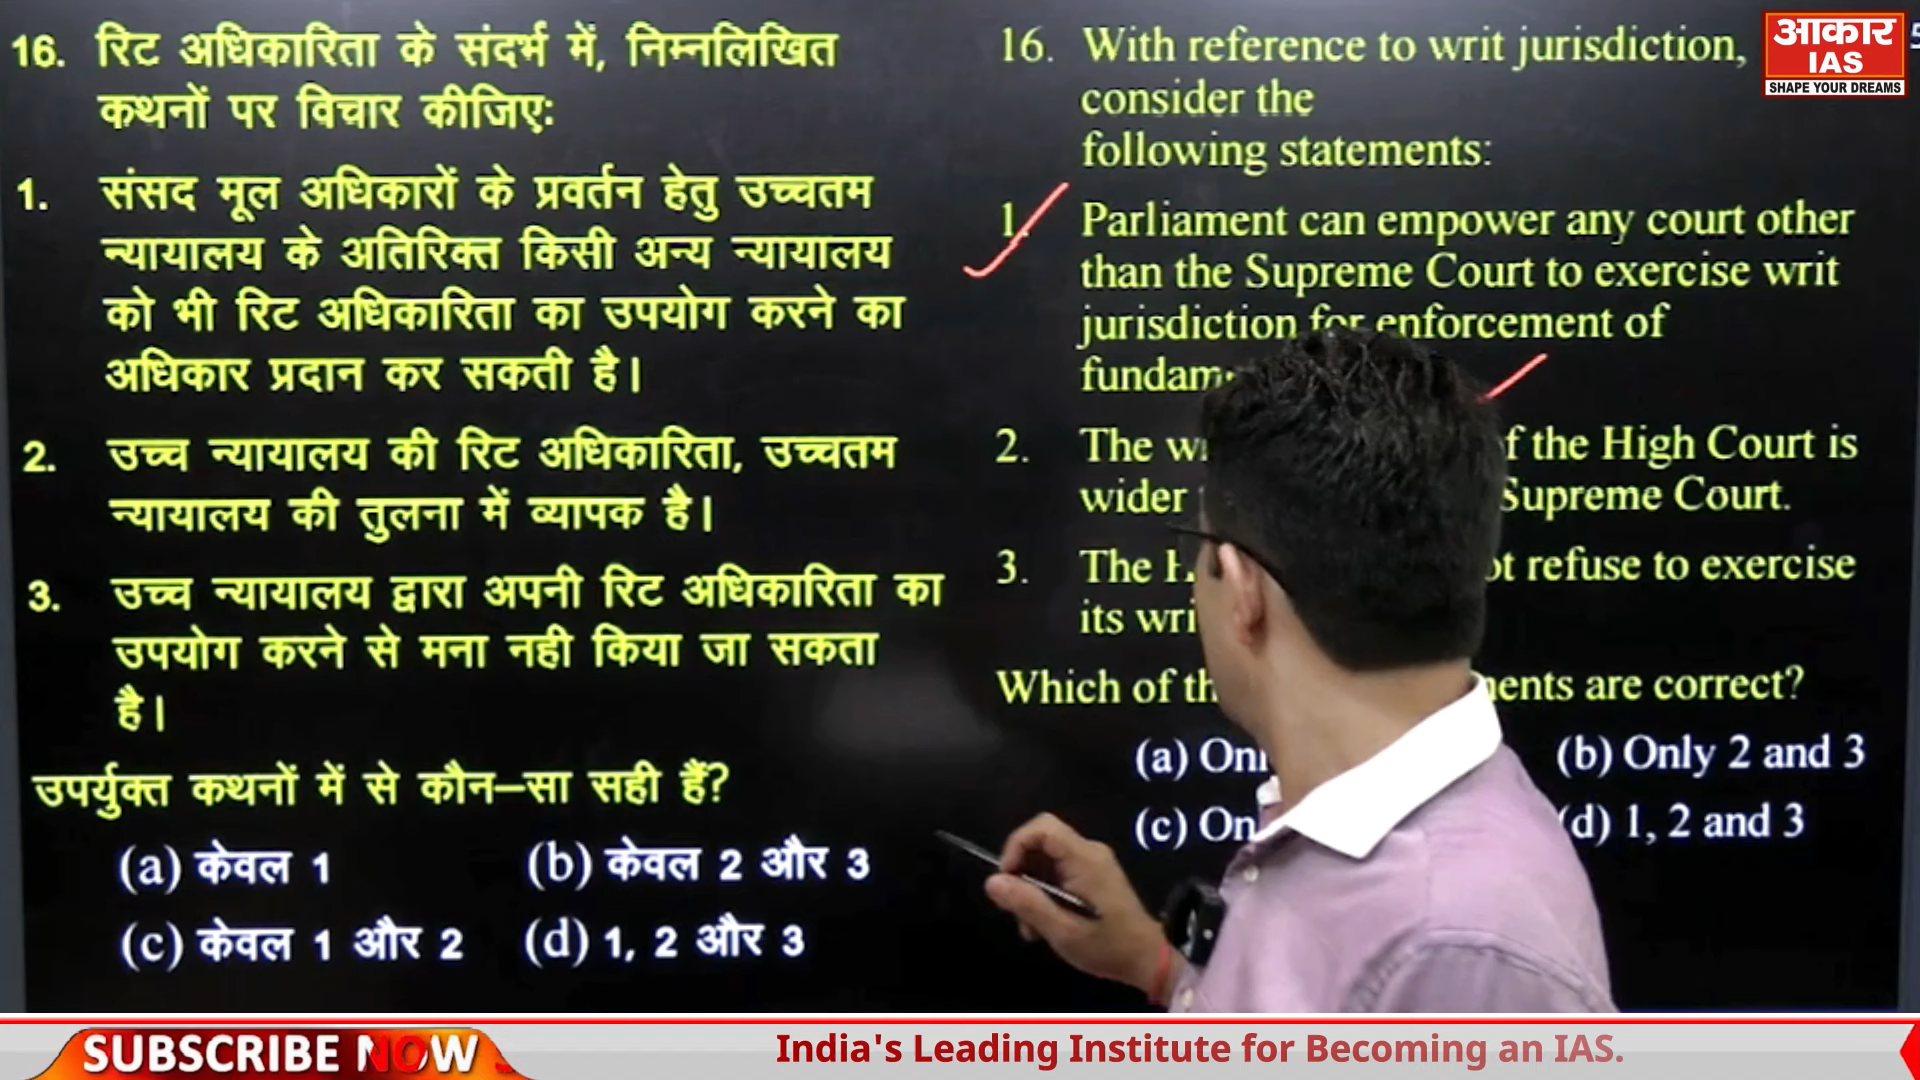 16. रिट अधिकारिता के संदर्भ में, निम्नलिखित
कथनों पर विचार कीजिए:
1. संसद मूल अधिकारों के प्रवर्तन हेतु उच्चतम
न्यायालय के अतिरिक्त किसी अन्य न्यायालय
को भी रिट अधिकारिता का उपयोग करने का
अधिकार प्रदान कर सकती है।
2. उच्च न्यायालय की रिट अधिकारिता, उच्चतम
न्यायालय की तुलना में व्यापक है।
3. उच्च न्यायालय द्वारा अपनी रिट अधिकारिता का
उपयोग करने से मना नही किया जा सकता
है।
उपर्युक्त कथनों में से कौन–सा सही हैं?
(a) केवल 1 (b) केवल 2 और 3
(c) केवल 1 और 2 (d) 1, 2 और 3
16. With reference to writ jurisdiction,
consider the
following statements:
1. Parliament can empower any court other
than the Supreme Court to exercise writ
jurisdiction for enforcement of
2. The f the High Court is
wider Supreme Court.
3. The refuse to exercise
its
Which of ents are correct?
(a) (b) Only 2 and 3
(c) (d) 1, 2 and 3
आकार
IAS
SHAPE YOUR DREAMS
SUBSCRIBE NOW
India's Leading Institute for Becoming an IAS.